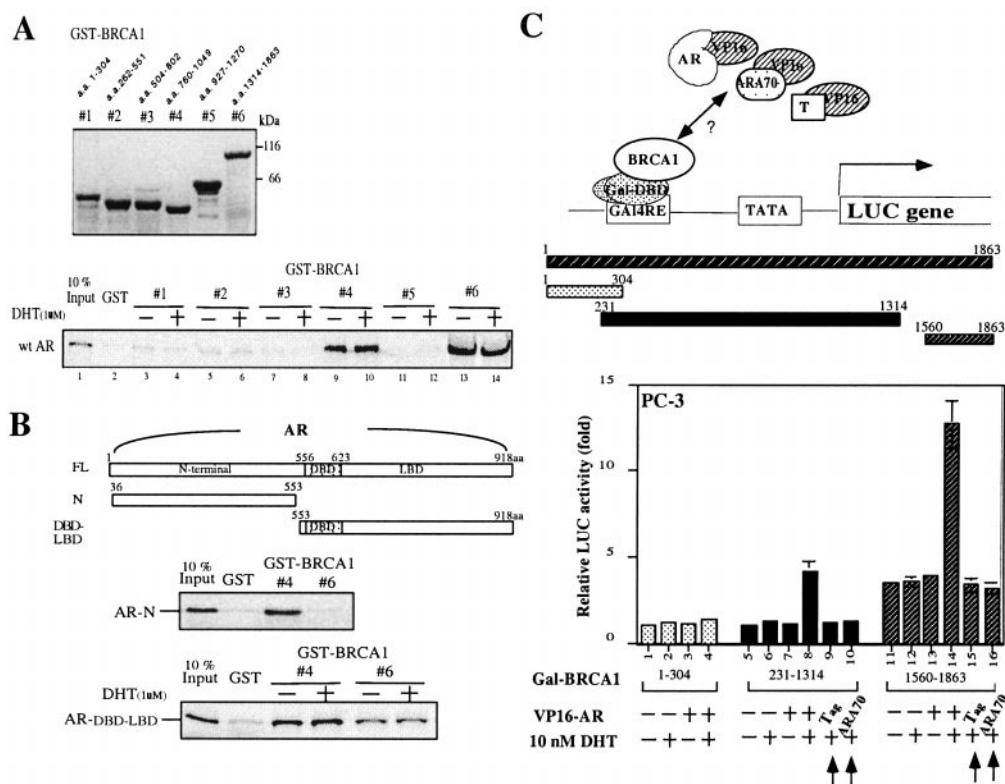 A
GST-BRCA1
a.a. 1-304
a.a.262-551
a.a. 504-802
a.a. 760-1049
a.a. 927-1270
a.a.1314-1863
#1 #2 #3 #4 #5 #6
kDa
116
66
GST-BRCA1
10 % Input GST #1 #2 #3 #4 #5 #6
DHT(1uM) − + − + − + − + − + − +
wt AR
1 2 3 4 5 6 7 8 9 10 11 12 13 14
B
AR
1 556 623 918aa
FL N-terminal DBD LBD
36 553
N
553 918aa
DBD-LBD DBD
GST-BRCA1
10 % Input GST #4 #6
AR-N
GST-BRCA1
10 % Input GST #4 #6
DHT(1uM) − + − +
AR-DBD-LBD
C
AR VP16
VP16
ARA70-
T VP16
?
BRCA1
Gal-DBD
GAl4RE TATA LUC gene
1 1863
1 304
231 1314
1560 1863
PC-3
Relative LUC activity (fold)
15
10
5
0
1 2 3 4 5 6 7 8 9 10 11 12 13 14 15 16
Gal-BRCA1 1-304 231-1314 1560-1863
VP16-AR − − + + − − + + Tag ARA70 − − + + Tag ARA70
10 nM DHT − + − + − + − + + + − + − + + +